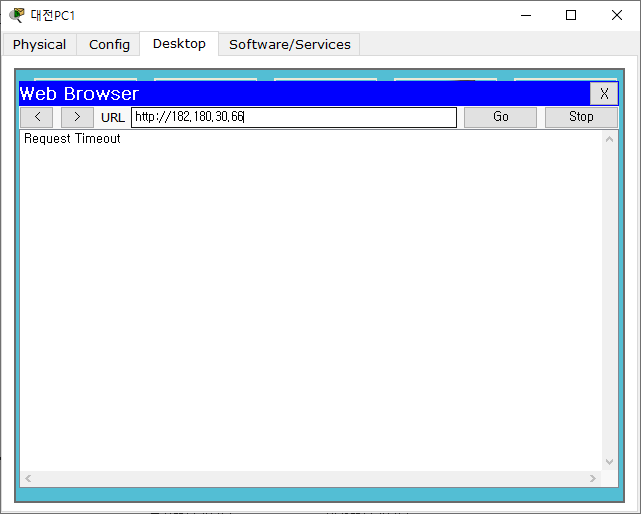 대전PC1
Physical Config Desktop Software/Services
Web Browser X
< > URL http://182.180.30.66 Go Stop
Request Timeout